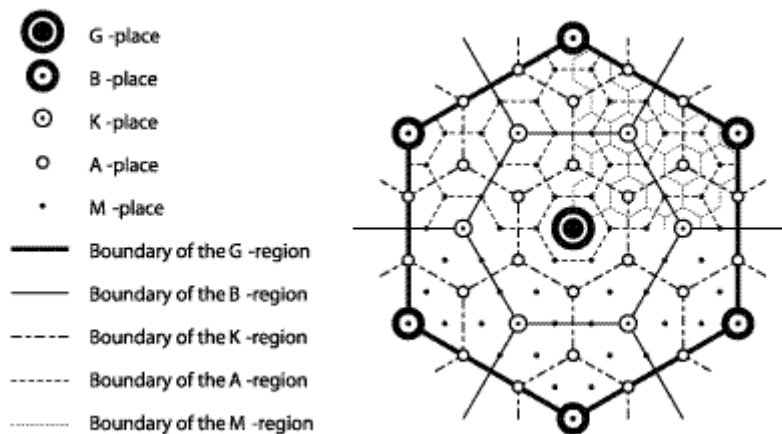 G -place
B -place
K -place
A -place
M -place
Boundary of the G -region
Boundary of the B -region
Boundary of the K -region
Boundary of the A -region
Boundary of the M -region